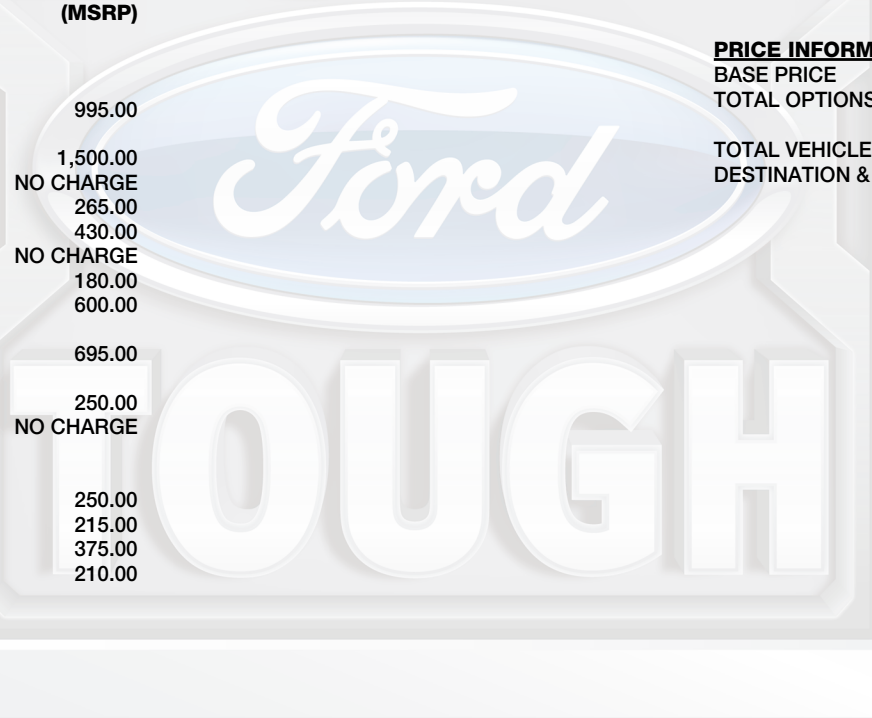 (MSRP)
995.00
1,500.00
NO CHARGE
265.00
430.00
NO CHARGE
180.00
600.00
695.00
250.00
NO CHARGE
250.00
215.00
375.00
210.00
PRICE INFORM
BASE PRICE
TOTAL OPTIONS
TOTAL VEHICLE
DESTINATION &
Ford
TOUGH